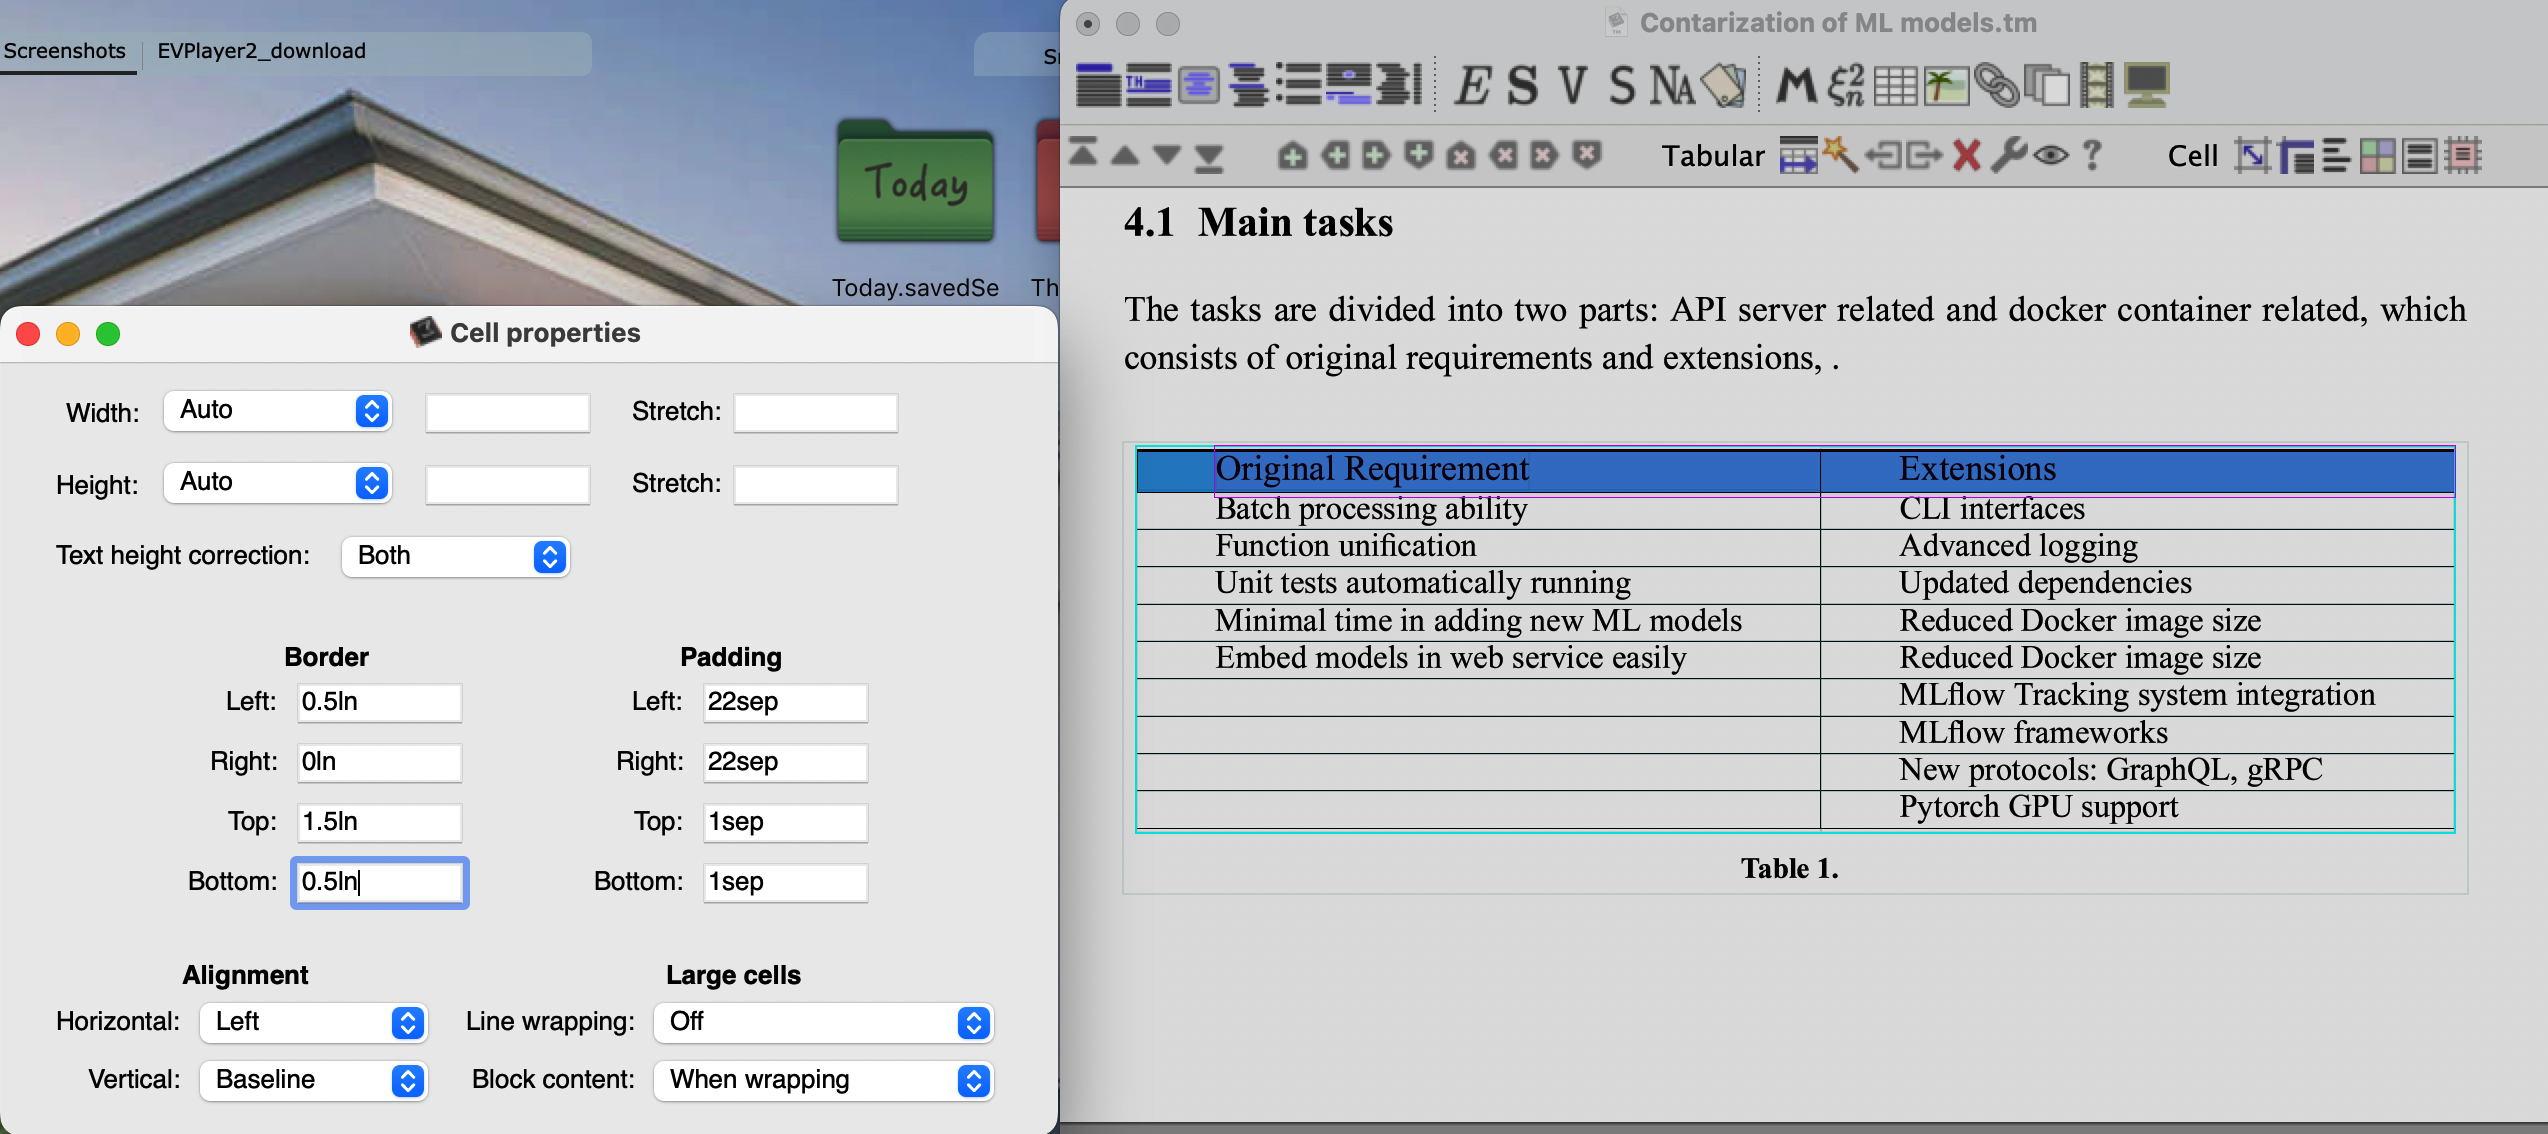 Screenshots
EVPlayer2_download
Today
Today.savedSe
Th
Cell properties
Width: Auto Stretch:
Height: Auto Stretch:
Text height correction: Both
Border Padding
Left: 0.5ln Left: 22sep
Right: 0ln Right: 22sep
Top: 1.5ln Top: 1sep
Bottom: 0.5ln Bottom: 1sep
Alignment Large cells
Horizontal: Left Line wrapping: Off
Vertical: Baseline Block content: When wrapping
Contarization of ML models.tm
TH E S V S NA M
Tabular ? Cell
4.1 Main tasks
The tasks are divided into two parts: API server related and docker container related, which
consists of original requirements and extensions, .
Original Requirement Extensions
Batch processing ability CLI interfaces
Function unification Advanced logging
Unit tests automatically running Updated dependencies
Minimal time in adding new ML models Reduced Docker image size
Embed models in web service easily Reduced Docker image size
MLflow Tracking system integration
MLflow frameworks
New protocols: GraphQL, gRPC
Pytorch GPU support
Table 1.